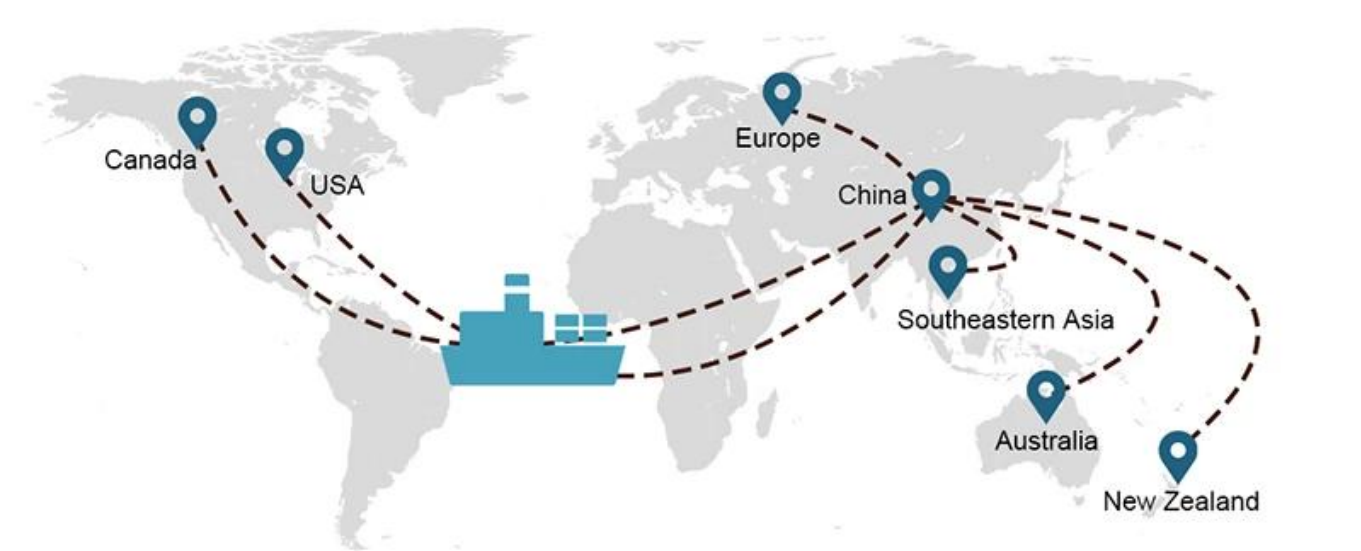 Canada
USA
Europe
China
Southeastern Asia
Australia
New Zealand